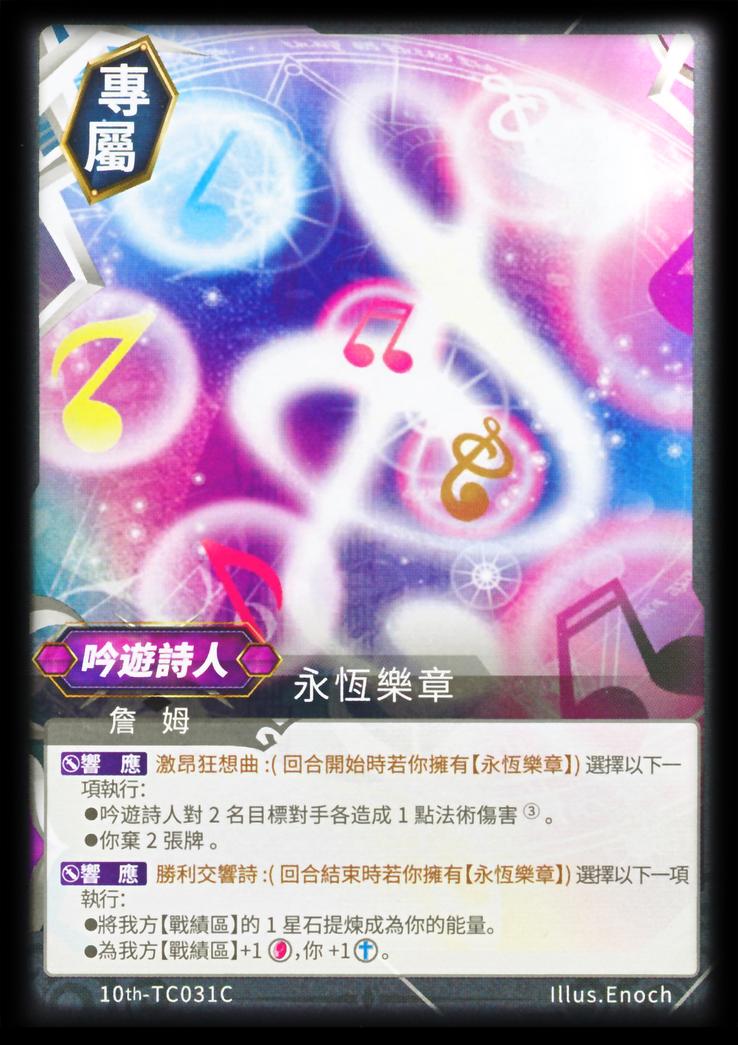 專
屬
吟遊詩人
永恆樂章
詹 姆
響 應 激昂狂想曲:(回合開始時若你擁有【永恆樂章】)選擇以下一
項執行:
●吟遊詩人對 2 名目標對手各造成 1 點法術傷害③。
●你棄 2 張牌。
響 應 勝利交響詩:(回合結束時若你擁有【永恆樂章】)選擇以下一項
執行:
●將我方【戰績區】的 1 星石提煉成為你的能量。
●為我方【戰績區】+1,你 +1。
10th-TC031C
Illus.Enoch